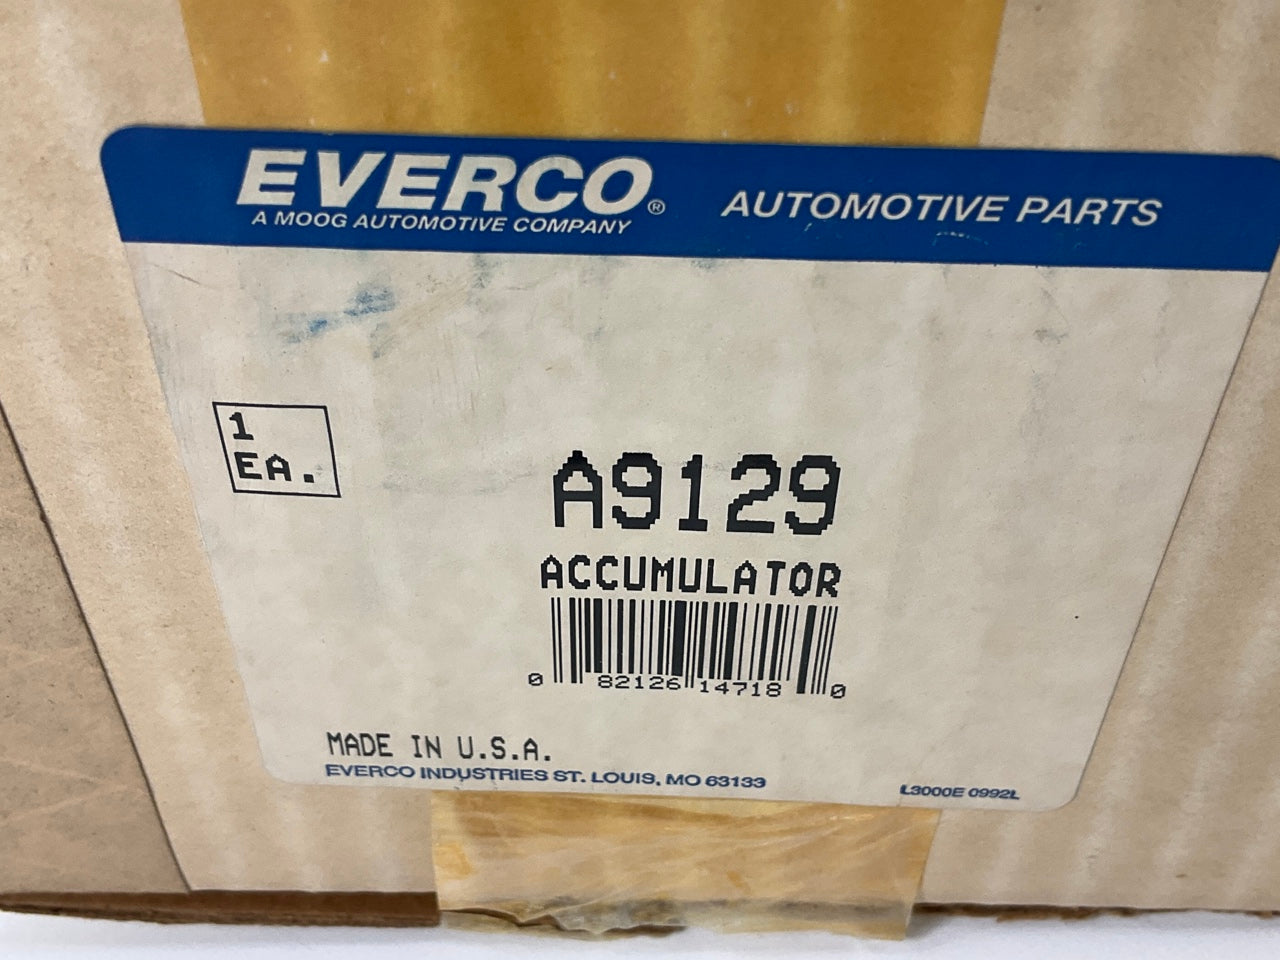 EVERCO®
A MOOG AUTOMOTIVE COMPANY
AUTOMOTIVE PARTS
1
EA.
A9129
ACCUMULATOR
0 82126 14718 0
MADE IN U.S.A.
EVERCO INDUSTRIES ST. LOUIS, MO 63133
L3000E 0992L